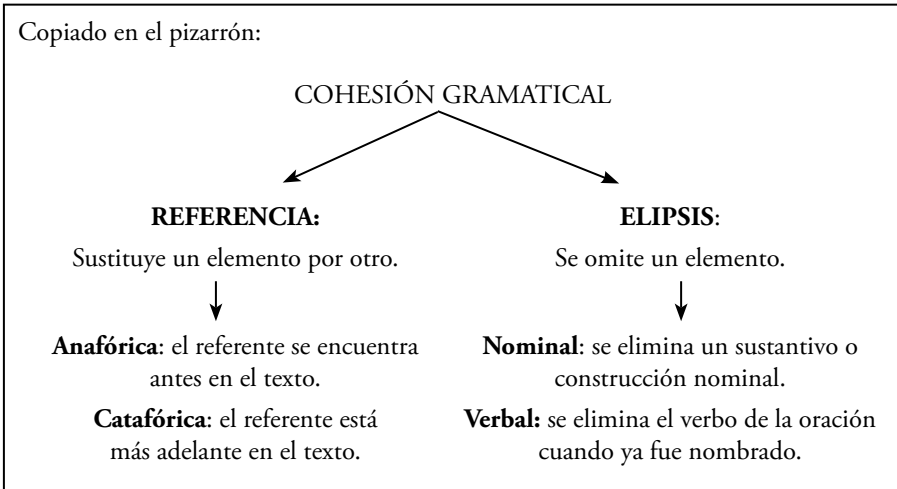 Copiado en el pizarrón:
COHESIÓN GRAMATICAL
REFERENCIA:
Sustituye un elemento por otro.
Anafórica: el referente se encuentra
antes en el texto.
Catafórica: el referente está
más adelante en el texto.
ELIPSIS:
Se omite un elemento.
Nominal: se elimina un sustantivo o
construcción nominal.
Verbal: se elimina el verbo de la oración
cuando ya fue nombrado.